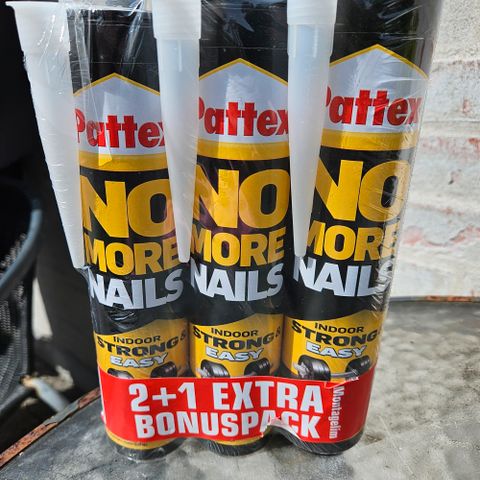 Pattex
NO
MORE
NAILS
INDOOR
STRONG &
EASY
Pattex
NO
MORE
NAILS
INDOOR
STRONG &
EASY
Pattex
NO
MORE
NAILS
INDOOR
STRONG &
EASY
2+1 EXTRA
BONUSPACK
Montagelim